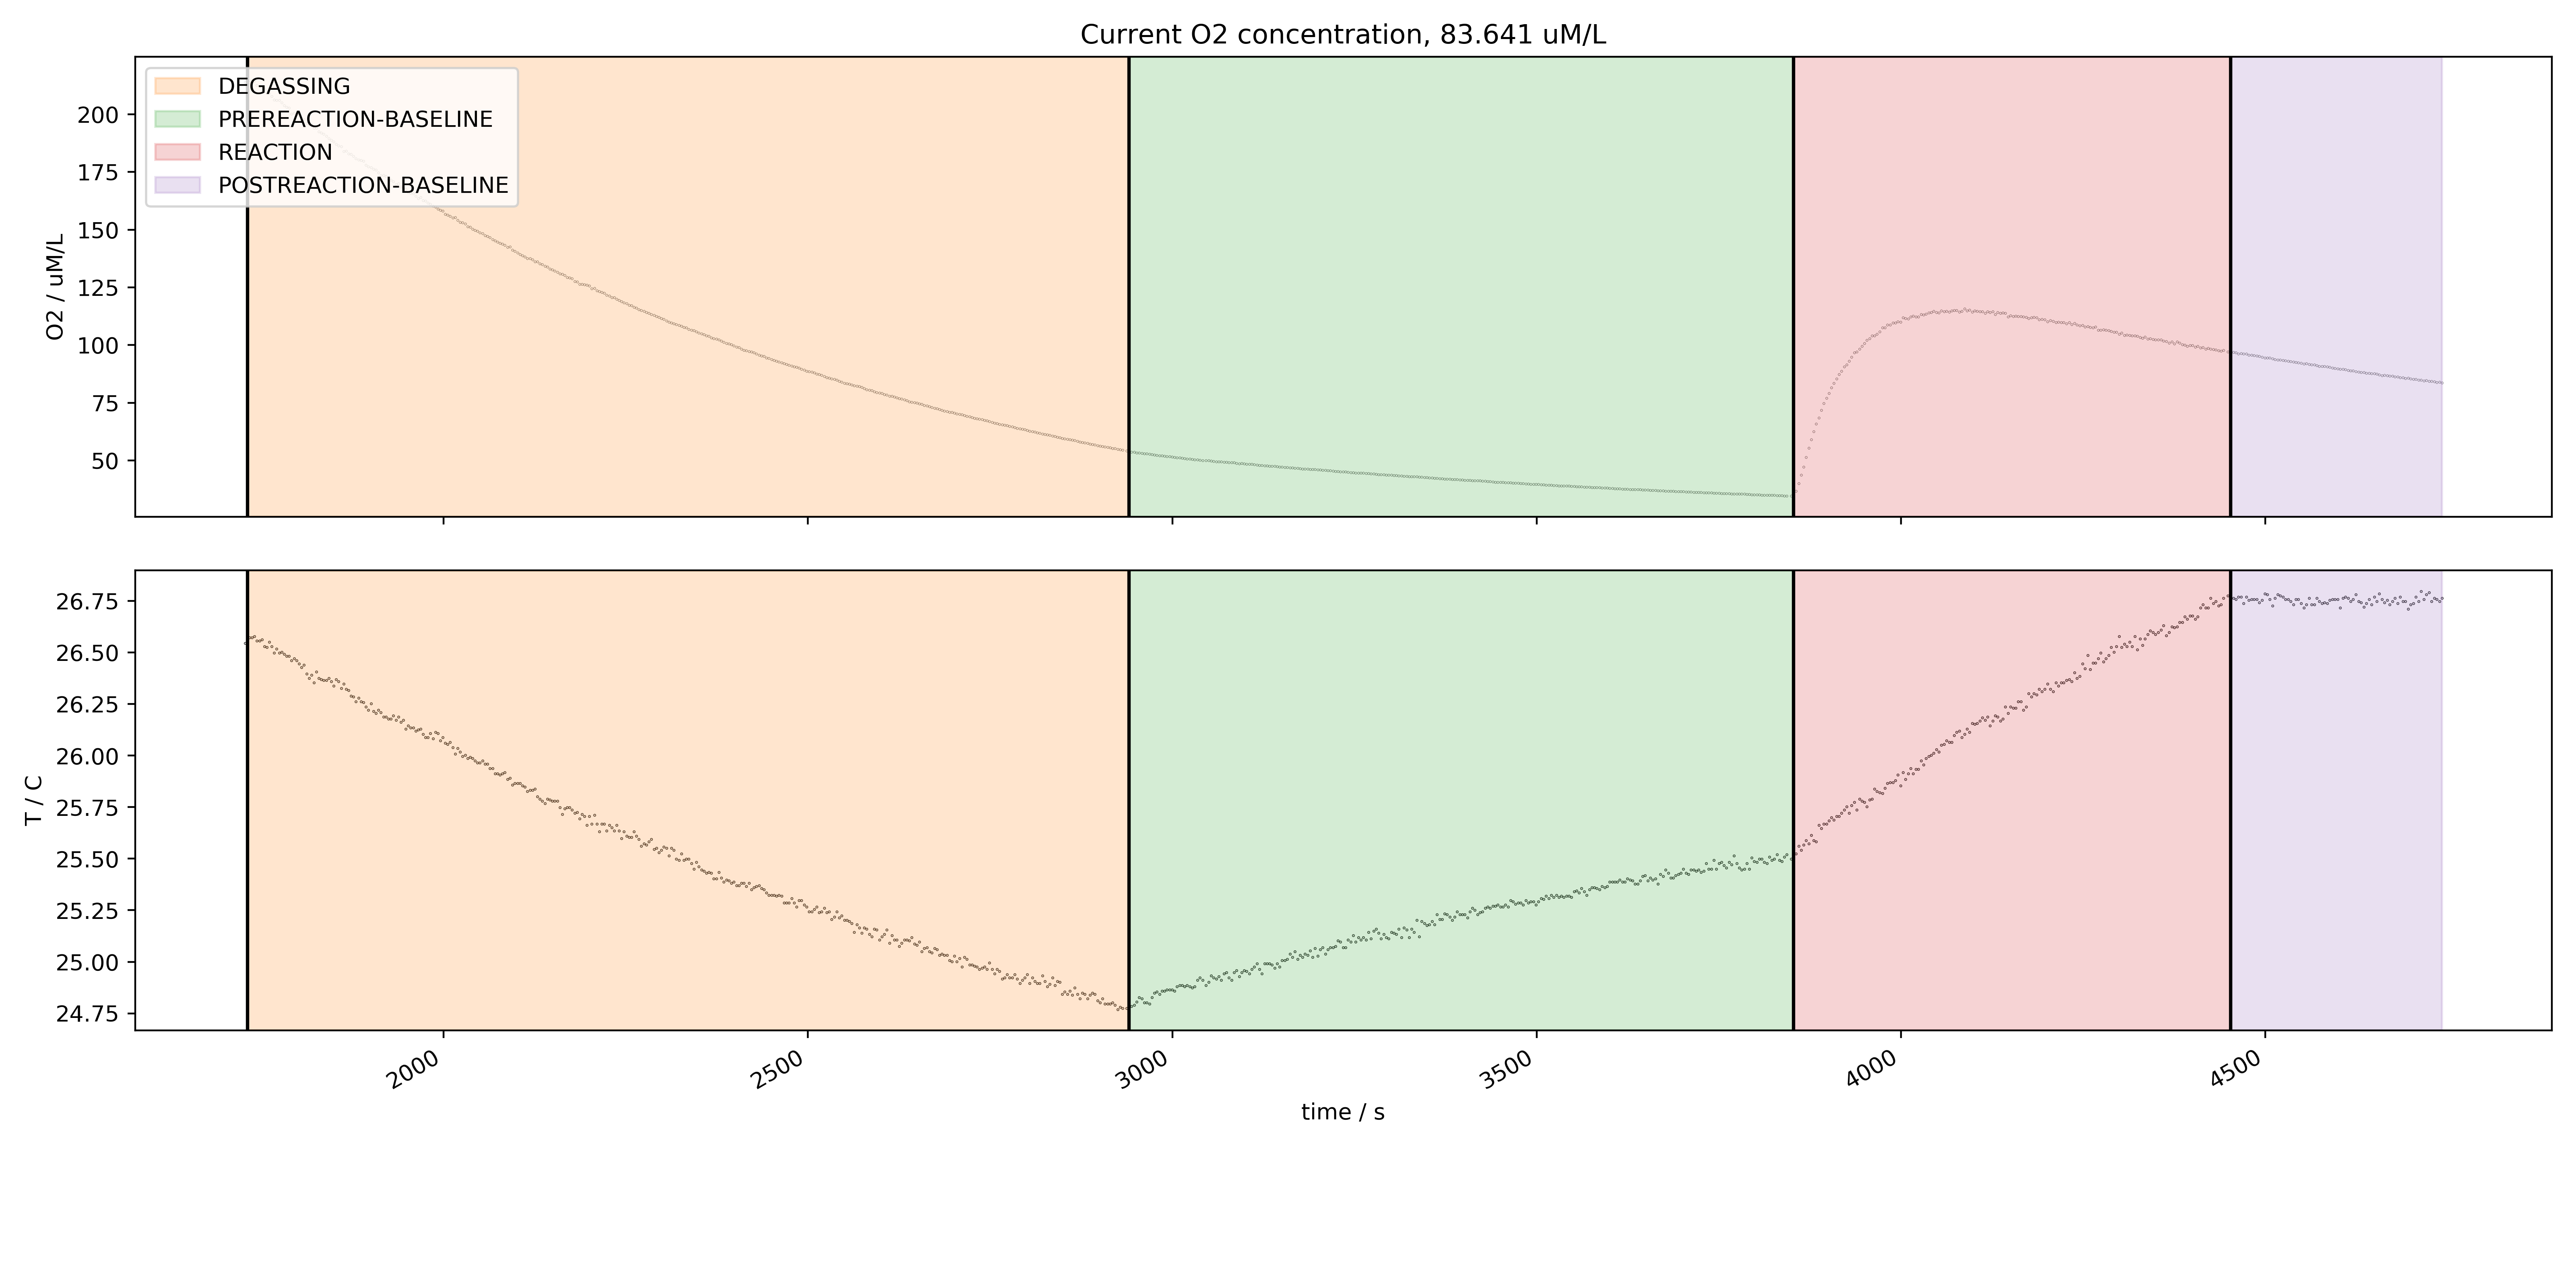 Current O2 concentration, 83.641 uM/L
DEGASSING
PREREACTION-BASELINE
REACTION
POSTREACTION-BASELINE
O2 / uM/L
200
175
150
125
100
75
50
T / C
26.75
26.50
26.25
26.00
25.75
25.50
25.25
25.00
24.75
2000 2500 3000 3500 4000 4500
time / s